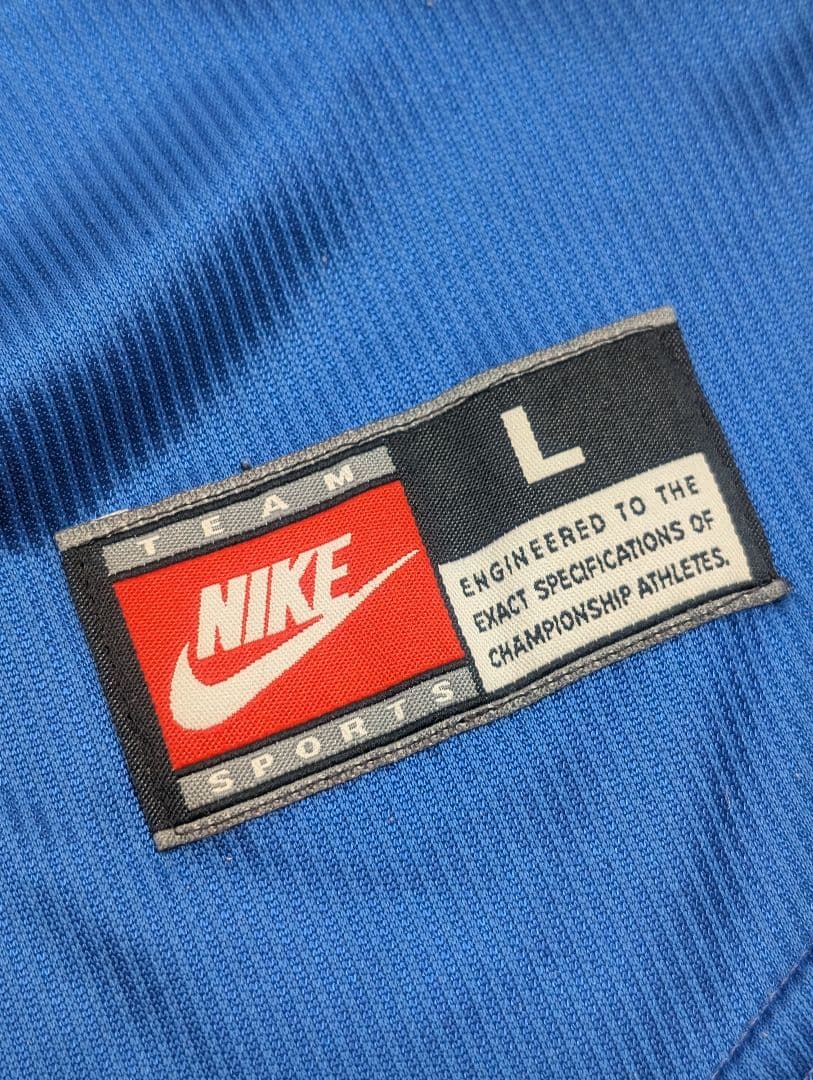 TEAM
NIKE
SPORTS
L
ENGINEERED TO THE
EXACT SPECIFICATIONS OF
CHAMPIONSHIP ATHLETES.